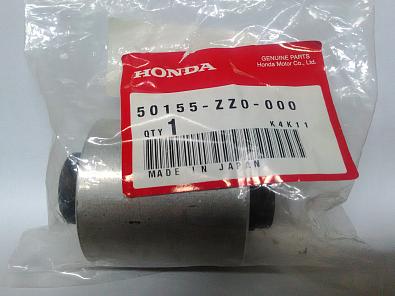 HONDA
GENUINE PARTS
Honda Motor Co., Ltd.
50155-ZZ0-000
QTY 1 K4K11
MADE IN JAPAN